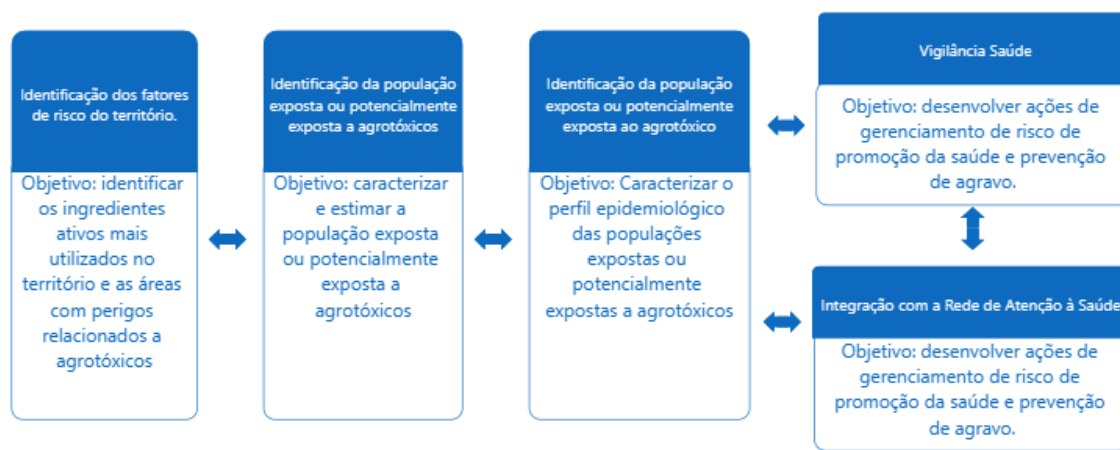 Identificação dos fatores
de risco do território.
Objetivo: identificar
os ingredientes
ativos mais
utilizados no
território e as áreas
com perigos
relacionados a
agrotóxicos
Identificação da população
exposta ou potencialmente
exposta a agrotóxicos
Objetivo: caracterizar
e estimar a
população exposta
ou potencialmente
exposta a
agrotóxicos
Identificação da população
exposta ou potencialmente
exposta ao agrotóxico
Objetivo: Caracterizar o
perfil epidemiológico
das populações
expostas ou
potencialmente
expostas a agrotóxicos
Vigilância Saúde
Objetivo: desenvolver ações de
gerenciamento de risco de
promoção da saúde e prevenção
de agravo.
Integração com a Rede de Atenção à Saúde
Objetivo: desenvolver ações de
gerenciamento de risco de
promoção da saúde e prevenção
de agravo.